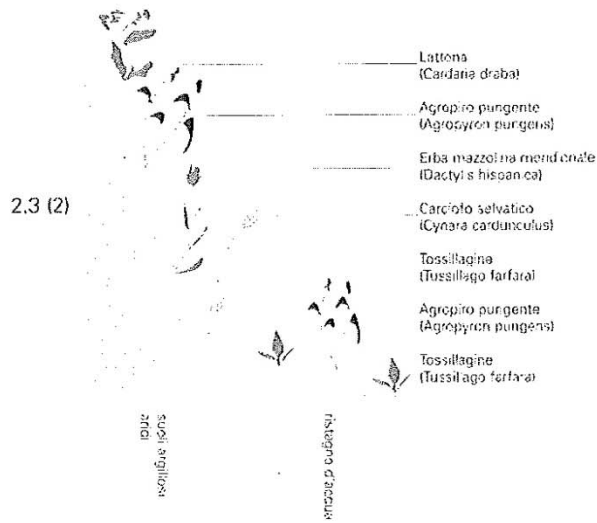 Lattona
(Cardaria draba)
Agropiro pungente
(Agropyron pungens)
Erba mazzolina meridionale
(Dactylis hispanica)
2.3 (2)
Carciofo selvatico
(Cynara cardunculus)
Tossillagine
(Tussilago farfara)
Agropiro pungente
(Agropyron pungens)
Tossillagine
(Tussilago farfara)
suoli argillosi
aridi
ristagno d'acqua